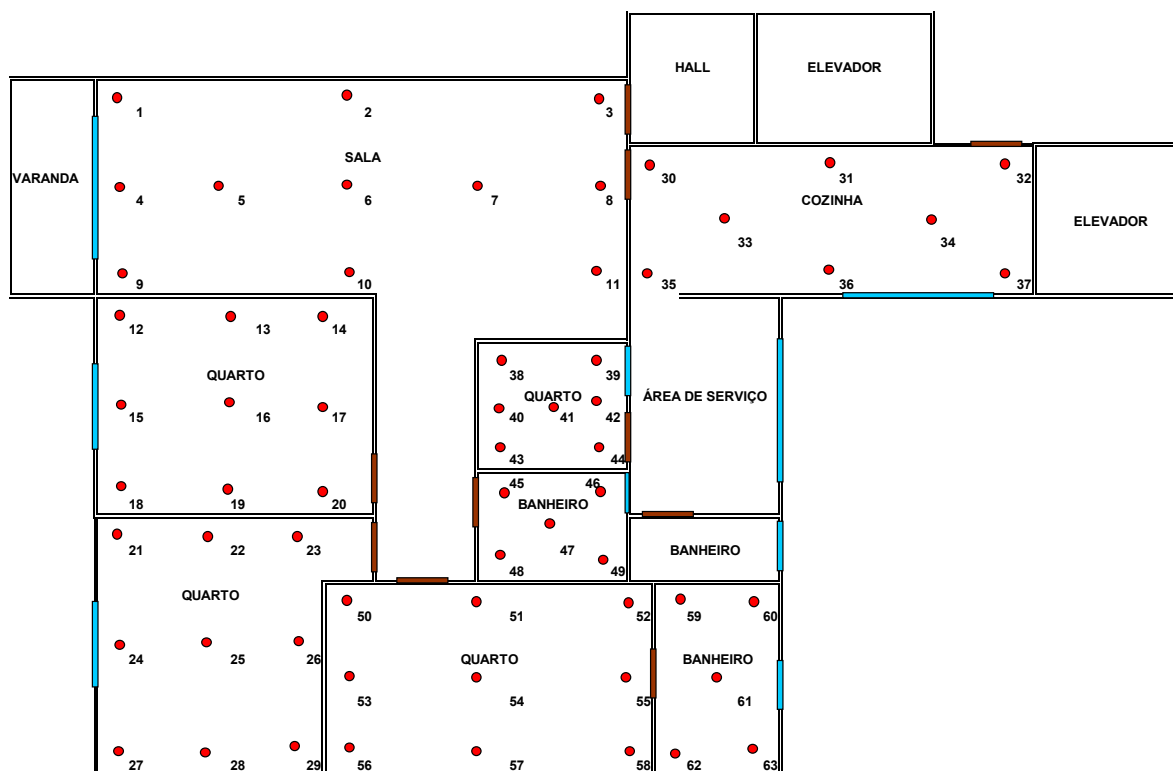 HALL ELEVADOR
1 2 3
SALA
VARANDA 4 5 6 7 8
30 31 32
COZINHA
33 34 ELEVADOR
9 10 11 35 36 37
12 13 14
QUARTO
15 16 17
18 19 20
38 39
QUARTO ÁREA DE SERVIÇO
40 41 42
43 44
45 46
BANHEIRO
47
48 49
BANHEIRO
21 22 23
QUARTO
24 25 26
27 28 29
50 51 52
QUARTO
53 54 55
56 57 58
59 60
BANHEIRO
61
62 63